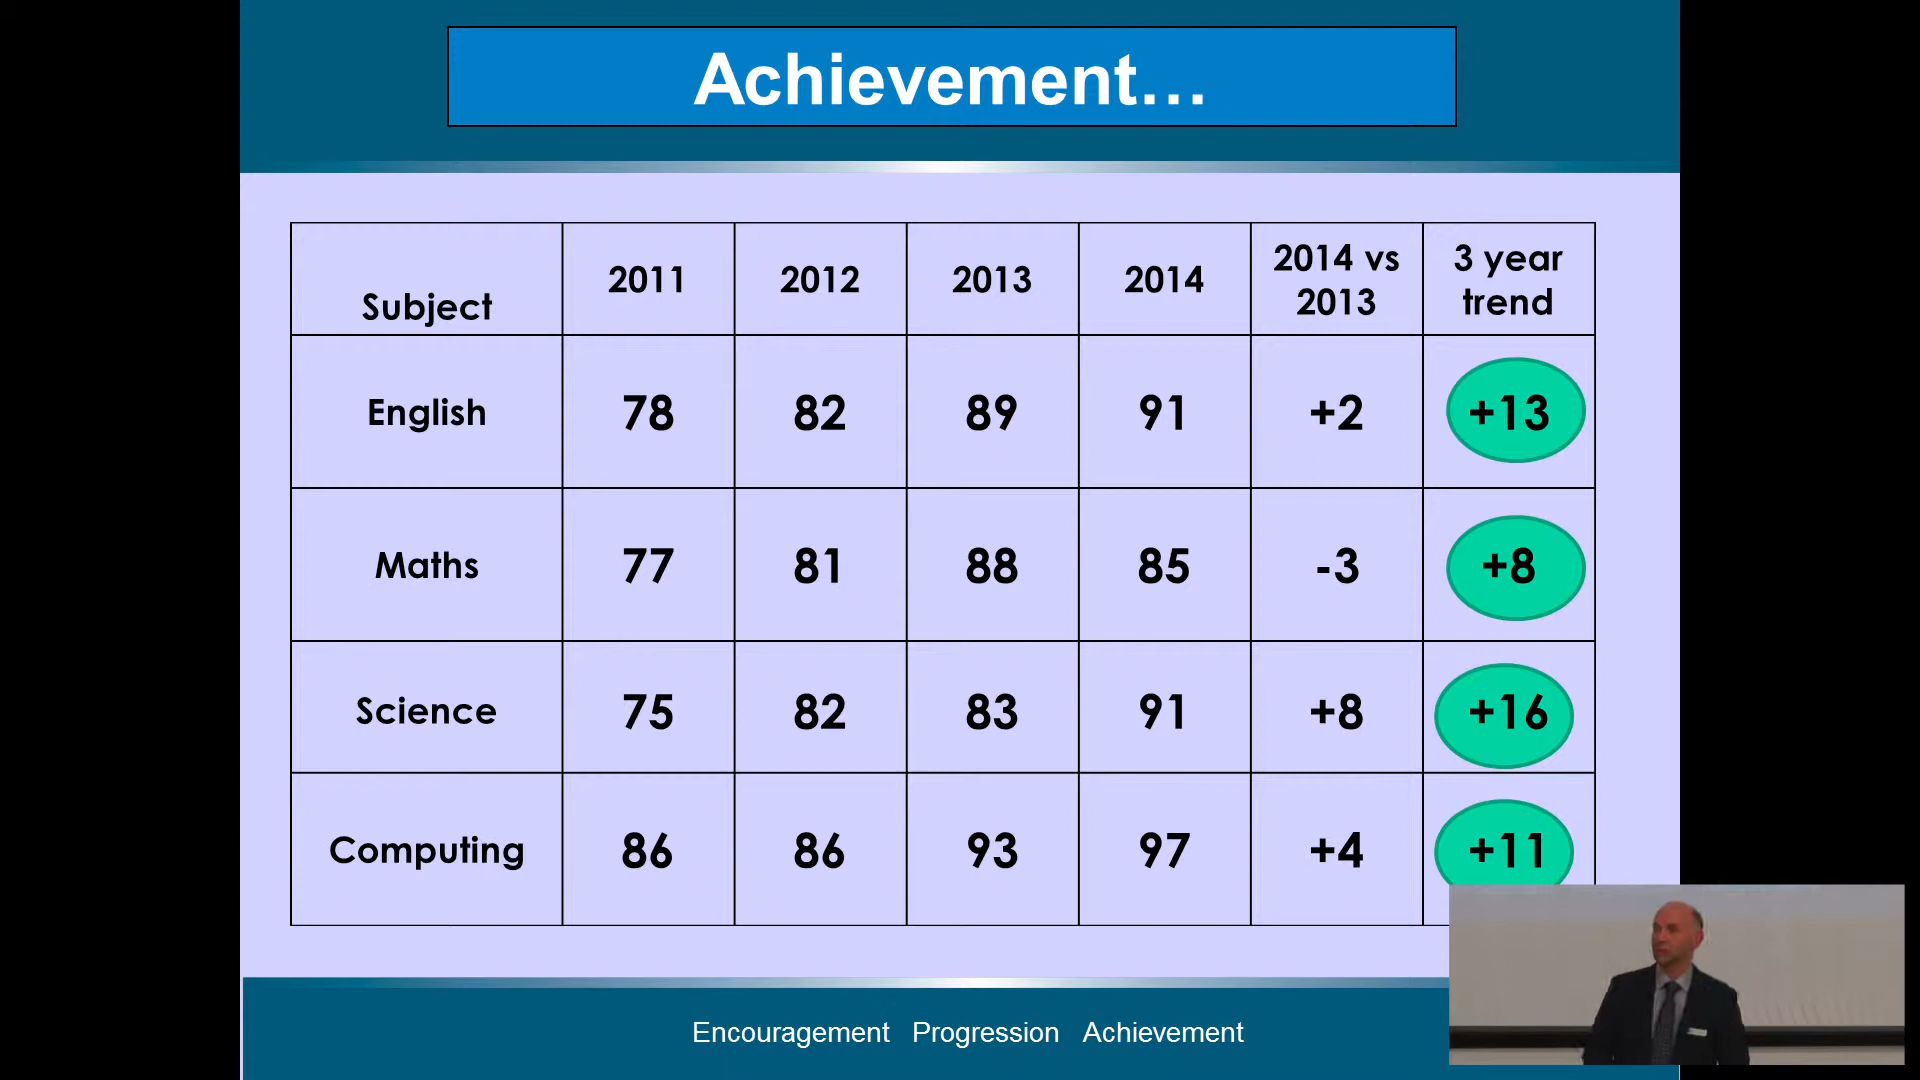 Achievement…
Subject 2011 2012 2013 2014 2014 vs 2013 3 year trend
English 78 82 89 91 +2 +13
Maths 77 81 88 85 -3 +8
Science 75 82 83 91 +8 +16
Computing 86 86 93 97 +4 +11
Encouragement Progression Achievement